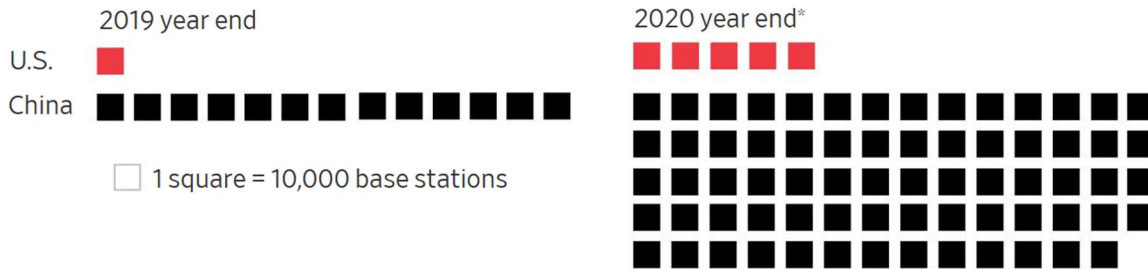 2019 year end
2020 year end*
U.S.
China
1 square = 10,000 base stations